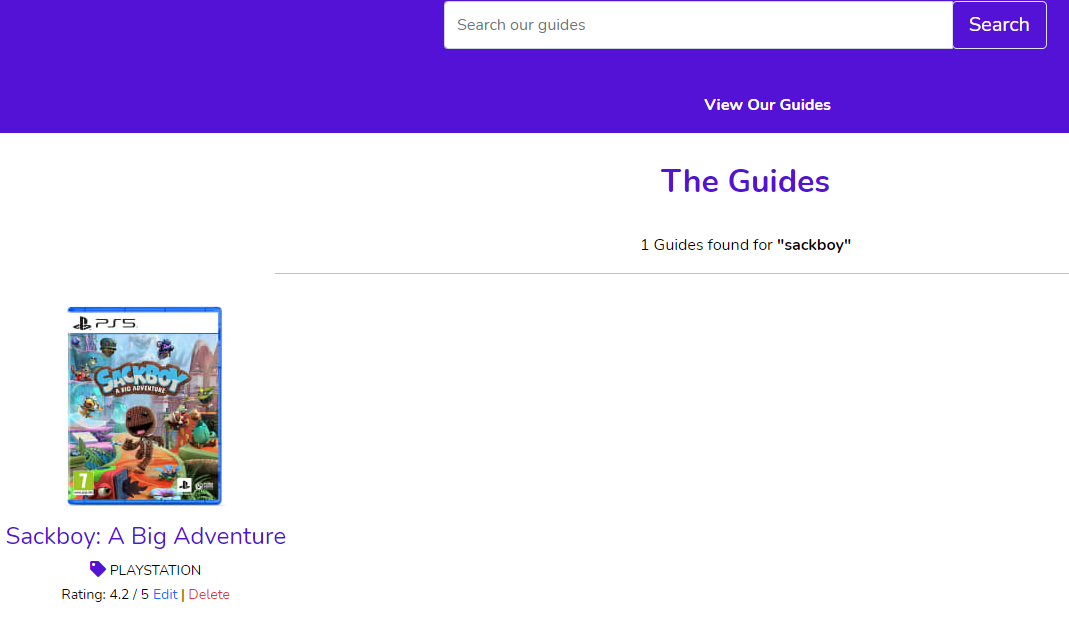 Search our guides
Search
View Our Guides
The Guides
1 Guides found for "sackboy"
PS5
SACKBOY
A BIG ADVENTURE
7
Sackboy: A Big Adventure
PLAYSTATION
Rating: 4.2 / 5 Edit | Delete